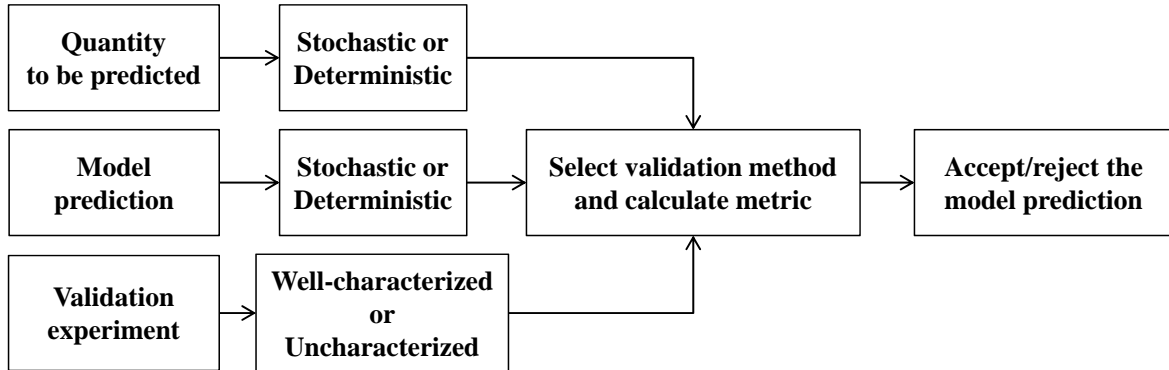 Quantity
to be predicted
Stochastic or
Deterministic
Model
prediction
Stochastic or
Deterministic
Select validation method
and calculate metric
Accept/reject the
model prediction
Validation
experiment
Well-characterized
or
Uncharacterized